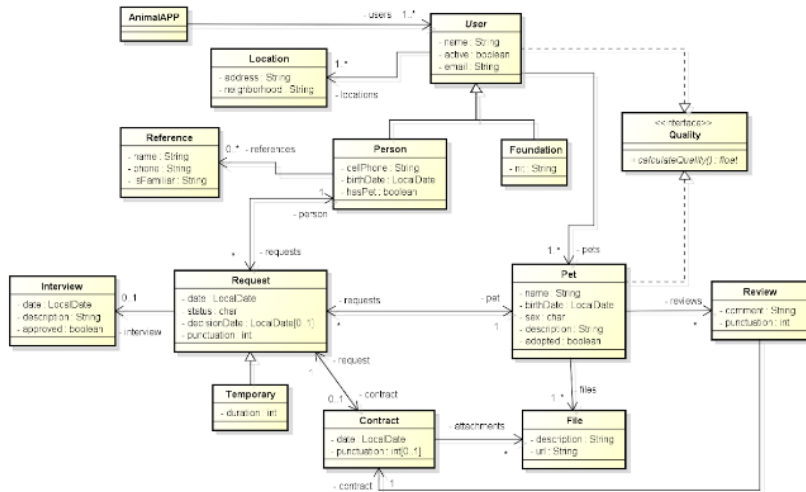 AnimalAPP
- users 1..*
User
- name : String
- active : boolean
- email : String
Location
- address : String
- neighborhood : String
1..*
- locations
<<interface>>
Quality
+ calculateQuality() : float
Reference
- name : String
- phone : String
- isFamiliar : String
0..* - references
Person
- cellPhone : String
- birthDate : LocalDate
- hasPet : boolean
Foundation
- nit : String
1
- person
*
- requests
1..*
- pets
Interview
- date : LocalDate
- description : String
- approved : boolean
0..1
- interview
Request
- date : LocalDate
- status : char
- decisionDate : LocalDate[0..1]
- punctuation : int
- requests
*
- pet
1
Pet
- name : String
- birthDate : LocalDate
- sex : char
- description : String
- adopted : boolean
- reviews
*
Review
- comment : String
- punctuation : int
- request
1
Temporary
- duration : int
0..1
- contract
- files
1..*
Contract
- date : LocalDate
- punctuation : int[0..1]
- attachments
*
File
- description : String
- url : String
- contract
1